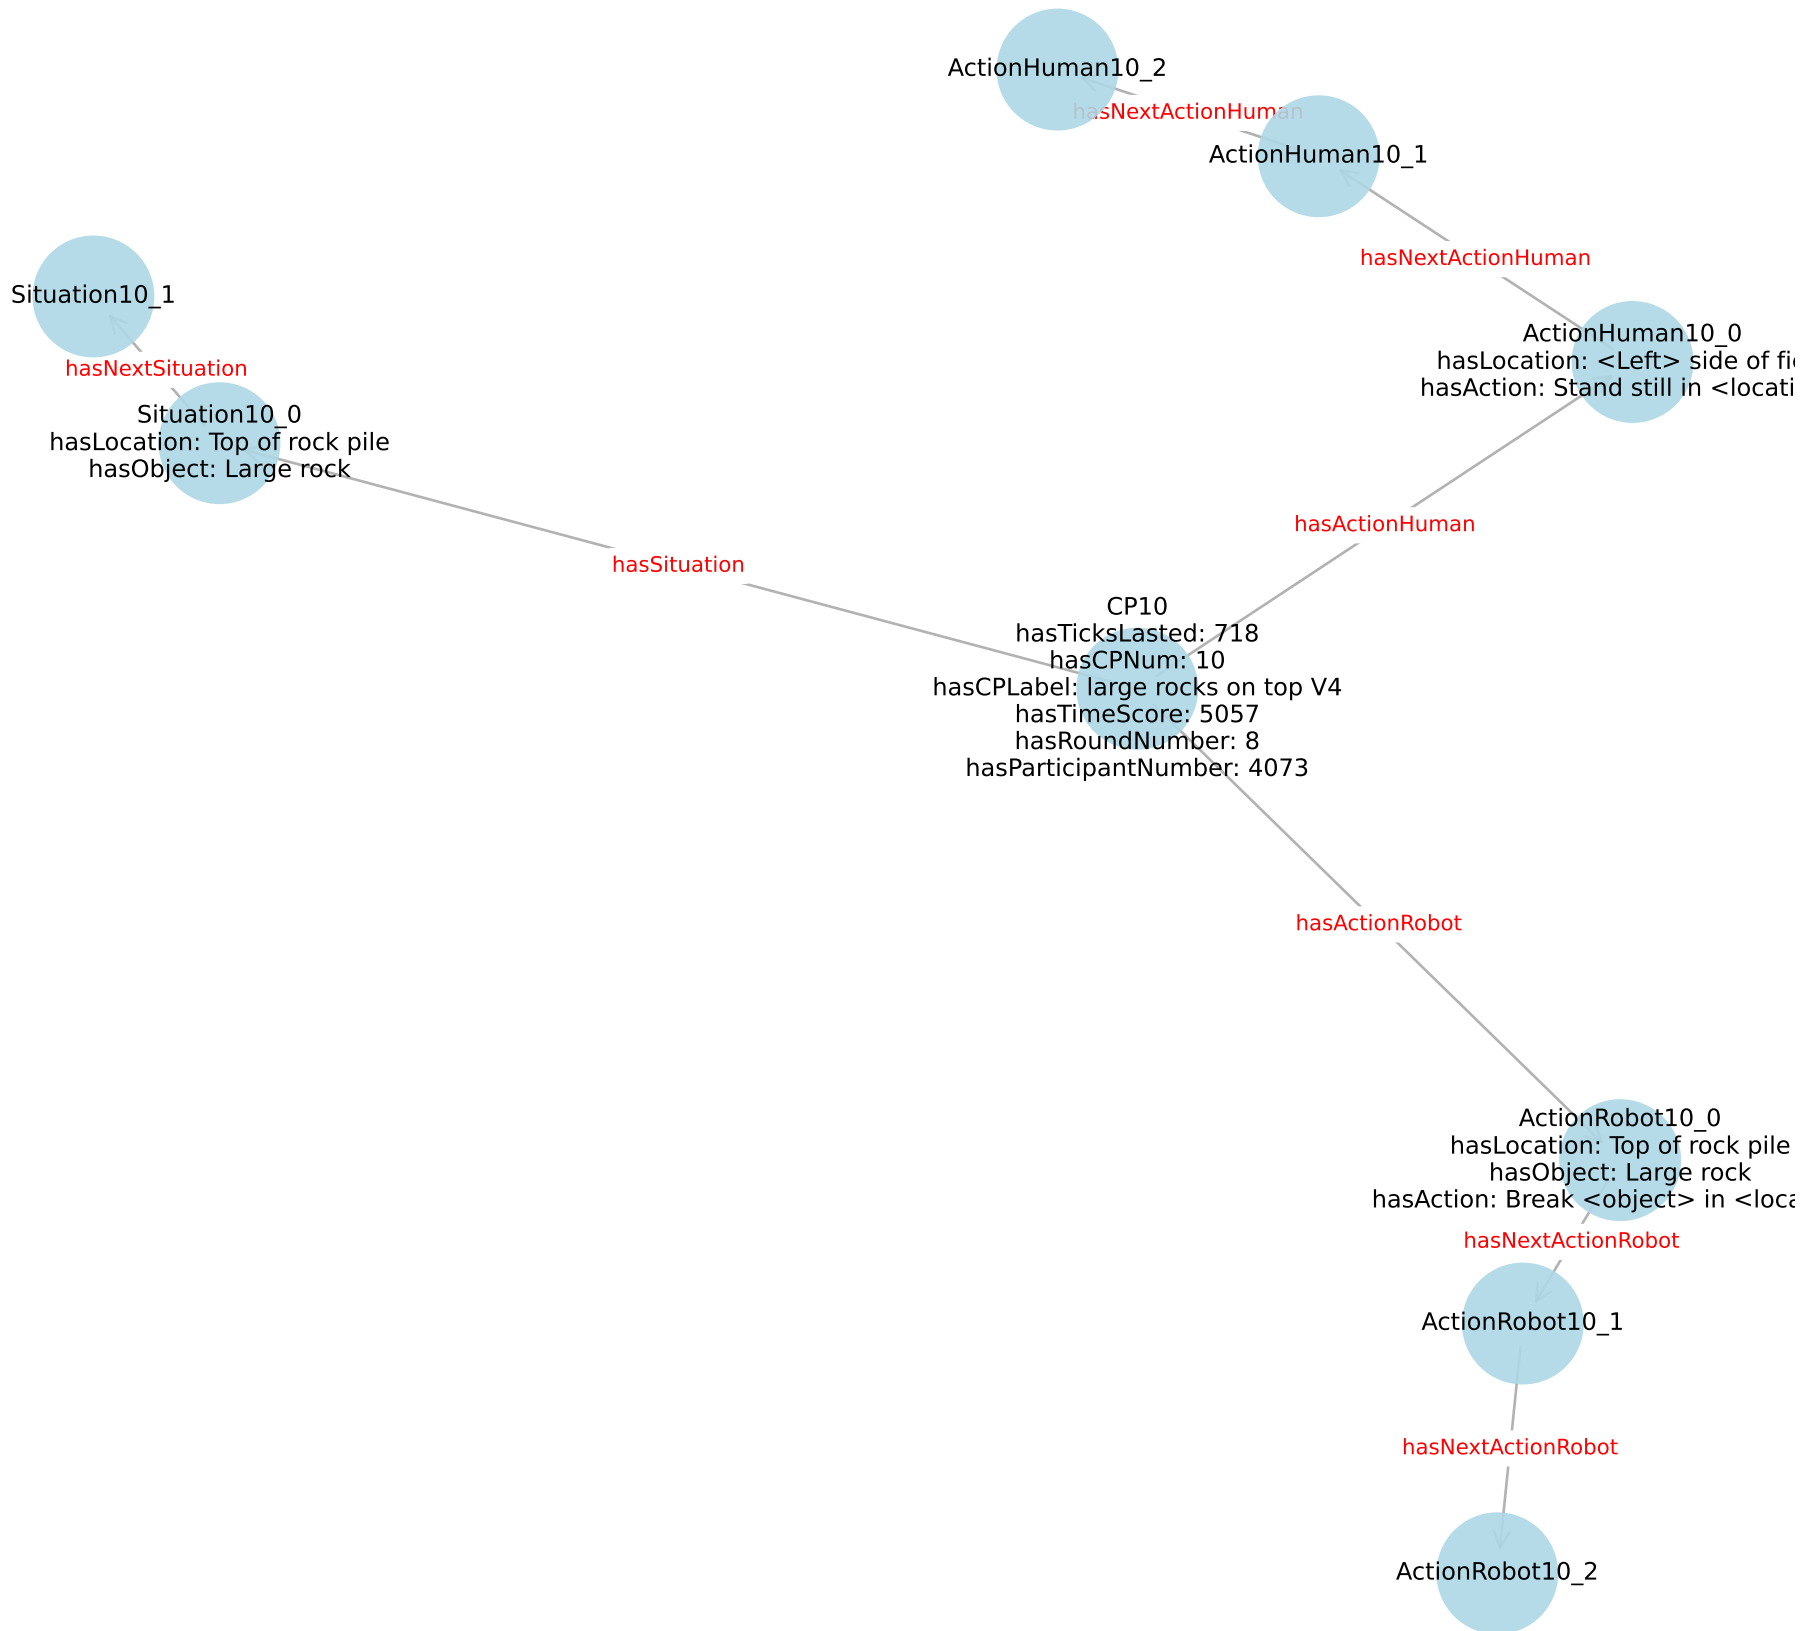 ActionHuman10_2
hasNextActionHuman
ActionHuman10_1
hasNextActionHuman
Situation10_1
hasNextSituation
ActionHuman10_0
hasLocation: <Left> side of fi
hasAction: Stand still in <locati
Situation10_0
hasLocation: Top of rock pile
hasObject: Large rock
hasActionHuman
hasSituation
CP10
hasTicksLasted: 718
hasCPNum: 10
hasCPLabel: large rocks on top V4
hasTimeScore: 5057
hasRoundNumber: 8
hasParticipantNumber: 4073
hasActionRobot
ActionRobot10_0
hasLocation: Top of rock pile
hasObject: Large rock
hasAction: Break <object> in <loca
hasNextActionRobot
ActionRobot10_1
hasNextActionRobot
ActionRobot10_2